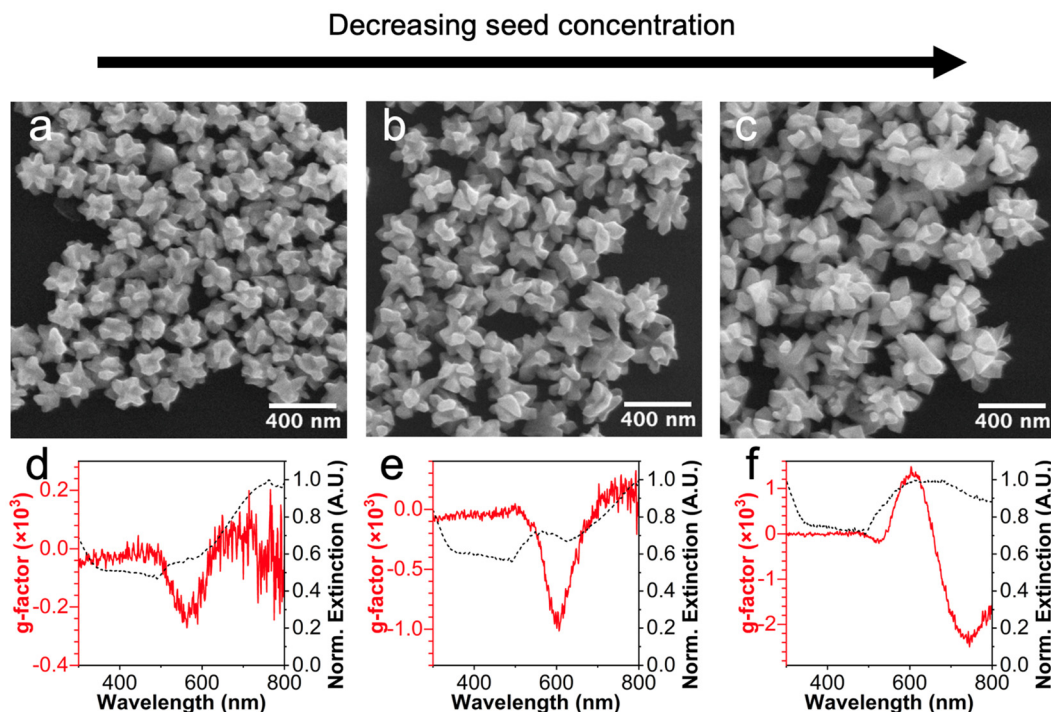 Decreasing seed concentration
a
b
c
400 nm
400 nm
400 nm
d
e
f
g-factor (×10³)
0.2
0.0
-0.2
-0.4
1.0
0.8
0.6
0.4
0.2
0.0
Norm. Extinction (A.U.)
400
600
800
Wavelength (nm)
g-factor (×10³)
0.0
-0.5
-1.0
1.0
0.8
0.6
0.4
0.2
0.0
Norm. Extinction (A.U.)
400
600
800
Wavelength (nm)
g-factor (×10³)
1
0
-1
-2
1.0
0.8
0.6
0.4
0.2
0.0
Norm. Extinction (A.U.)
400
600
800
Wavelength (nm)